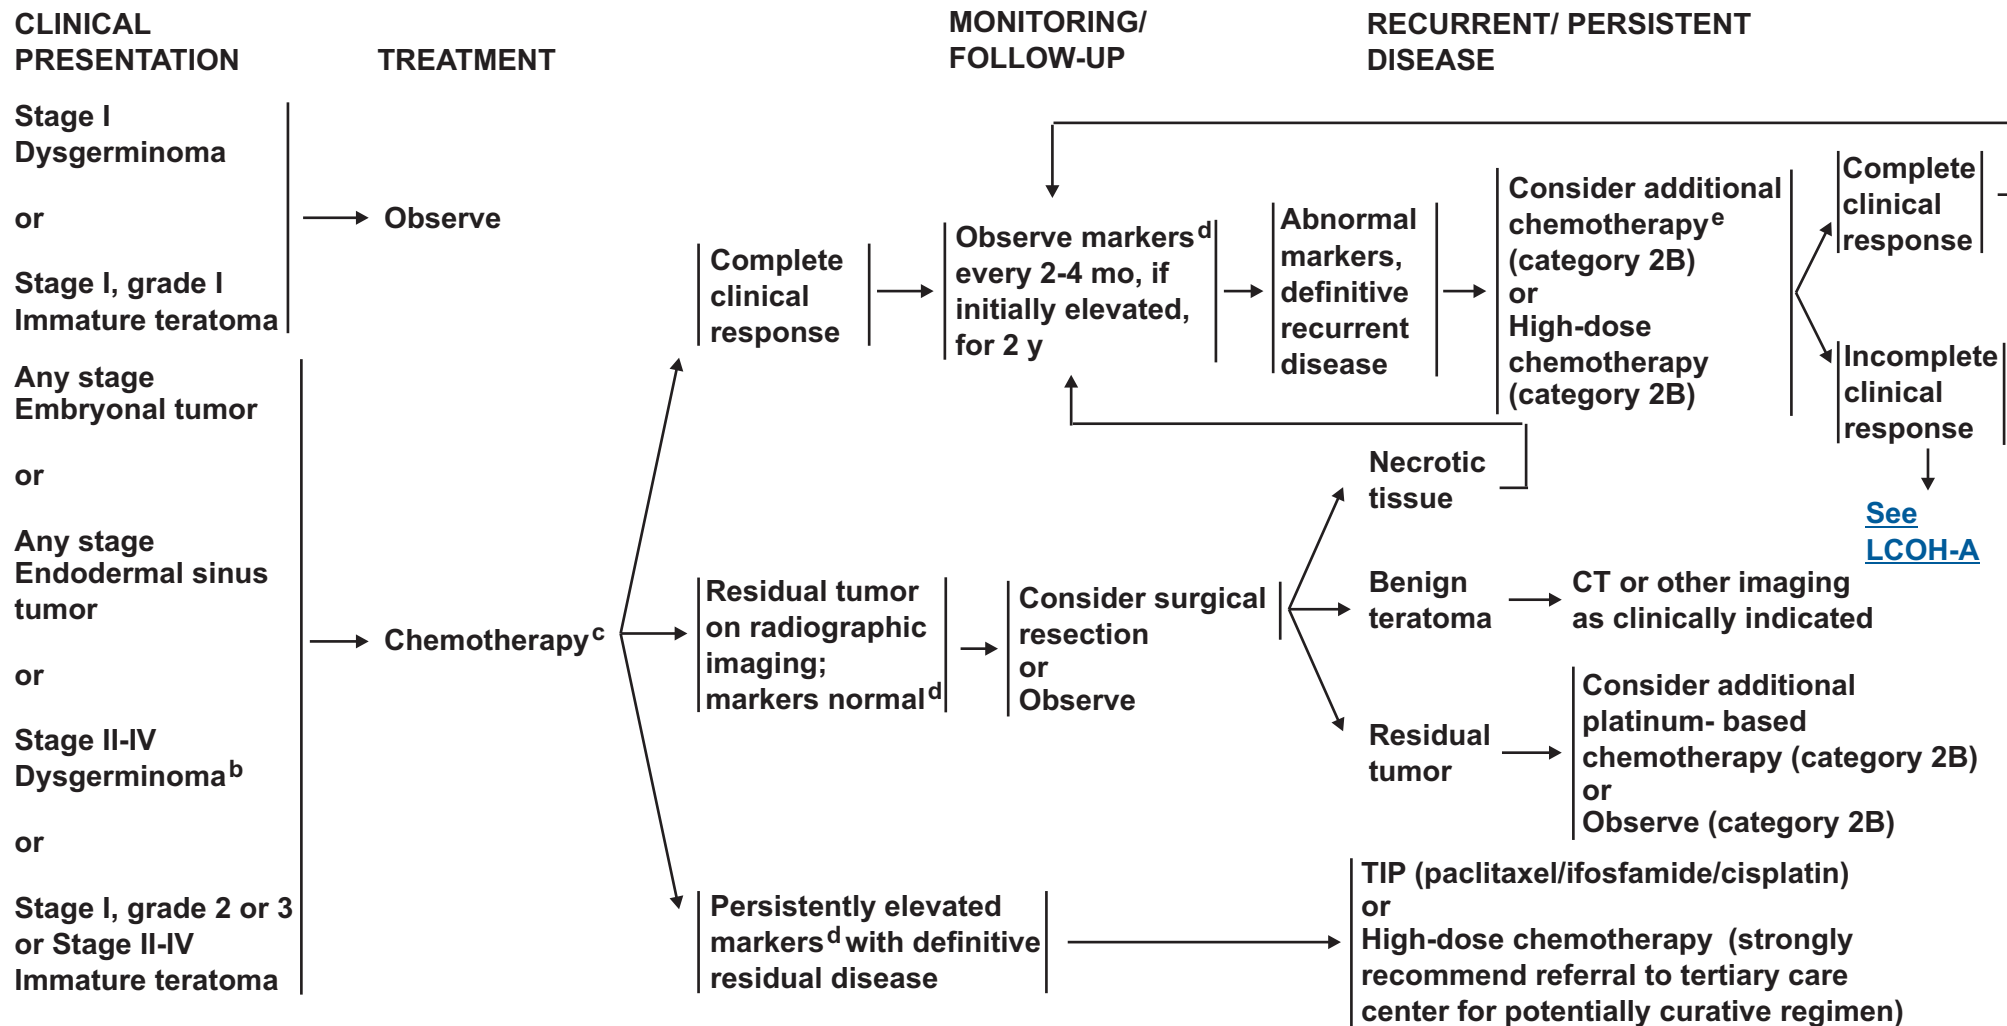 CLINICAL
PRESENTATION
TREATMENT
MONITORING/
FOLLOW-UP
RECURRENT/ PERSISTENT
DISEASE
Stage I
Dysgerminoma
or
Stage I, grade I
Immature teratoma
Observe
Any stage
Embryonal tumor
or
Any stage
Endodermal sinus
tumor
or
Stage II-IV
Dysgerminoma b
or
Stage I, grade 2 or 3
or Stage II-IV
Immature teratoma
Chemotherapy c
Complete
clinical
response
Observe markers d
every 2-4 mo, if
initially elevated,
for 2 y
Abnormal
markers,
definitive
recurrent
disease
Consider additional
chemotherapy e
(category 2B)
or
High-dose
chemotherapy
(category 2B)
Complete
clinical
response
Incomplete
clinical
response
See
LCOH-A
Residual tumor
on radiographic
imaging;
markers normal d
Consider surgical
resection
or
Observe
Necrotic
tissue
Benign
teratoma
CT or other imaging
as clinically indicated
Residual
tumor
Consider additional
platinum- based
chemotherapy (category 2B)
or
Observe (category 2B)
Persistently elevated
markers d with definitive
residual disease
TIP (paclitaxel/ifosfamide/cisplatin)
or
High-dose chemotherapy (strongly
recommend referral to tertiary care
center for potentially curative regimen)